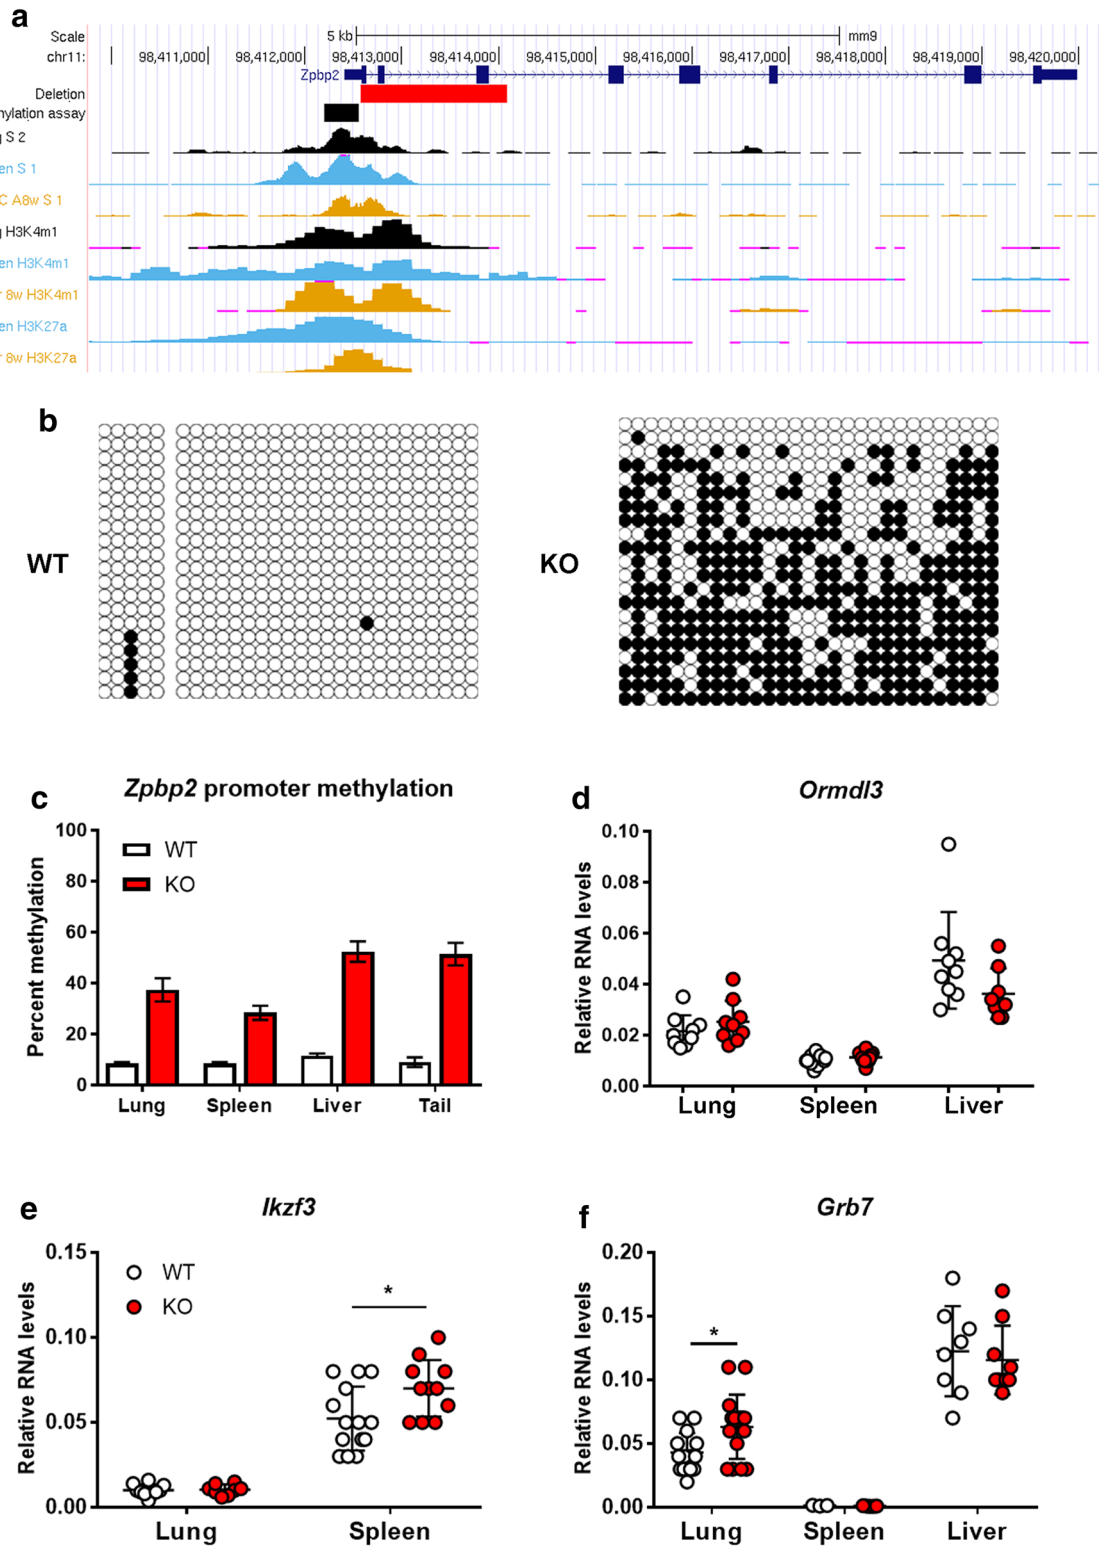 a
Scale 5 kb mm9
chr11: 98,411,000 98,412,000 98,413,000 98,414,000 98,415,000 98,416,000 98,417,000 98,418,000 98,419,000 98,420,000
Zpbp2
Deletion
nylation assay
g S 2
en S 1
C A8w S 1
g H3K4m1
en H3K4m1
r 8w H3K4m1
en H3K27a
r 8w H3K27a
b
WT
KO
c
Zpbp2 promoter methylation
Percent methylation
100
80
60
40
20
0
WT
KO
Lung Spleen Liver Tail
d
Ormdl3
Relative RNA levels
0.10
0.08
0.06
0.04
0.02
0.00
Lung Spleen Liver
e
Ikzf3
Relative RNA levels
0.15
0.10
0.05
0.00
WT
KO
*
Lung Spleen
f
Grb7
Relative RNA levels
0.20
0.15
0.10
0.05
0.00
*
Lung Spleen Liver